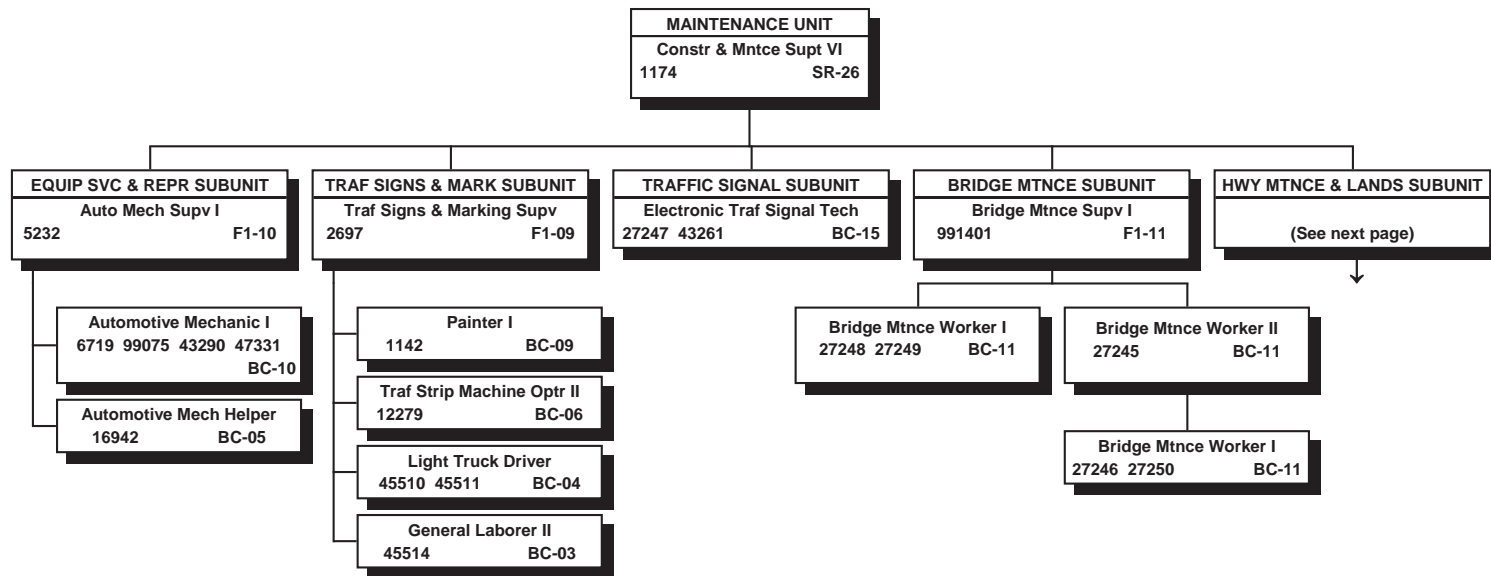 MAINTENANCE UNIT
Constr & Mntce Supt VI
1174 SR-26
EQUIP SVC & REPR SUBUNIT
Auto Mech Supv I
5232 F1-10
Automotive Mechanic I
6719 99075 43290 47331
BC-10
Automotive Mech Helper
16942 BC-05
TRAF SIGNS & MARK SUBUNIT
Traf Signs & Marking Supv
2697 F1-09
Painter I
1142 BC-09
Traf Strip Machine Optr II
12279 BC-06
Light Truck Driver
45510 45511 BC-04
General Laborer II
45514 BC-03
TRAFFIC SIGNAL SUBUNIT
Electronic Traf Signal Tech
27247 43261 BC-15
BRIDGE MTNCE SUBUNIT
Bridge Mtnce Supv I
991401 F1-11
Bridge Mtnce Worker I
27248 27249 BC-11
Bridge Mtnce Worker II
27245 BC-11
Bridge Mtnce Worker I
27246 27250 BC-11
HWY MTNCE & LANDS SUBUNIT
(See next page)